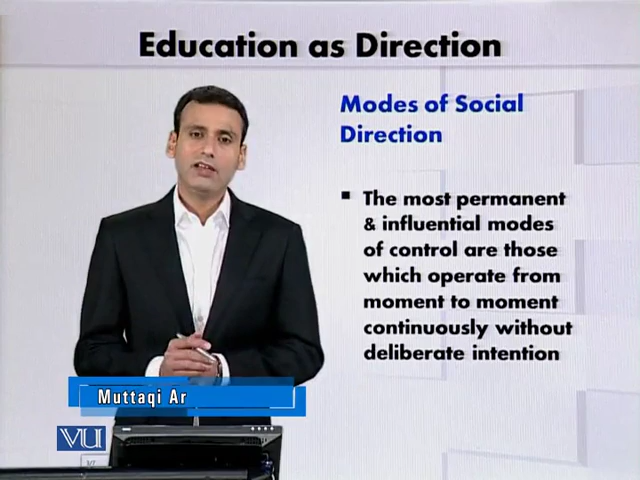 Education as Direction
Modes of Social
Direction
▪ The most permanent
& influential modes
of control are those
which operate from
moment to moment
continuously without
deliberate intention
Muttaqi Ar
VU